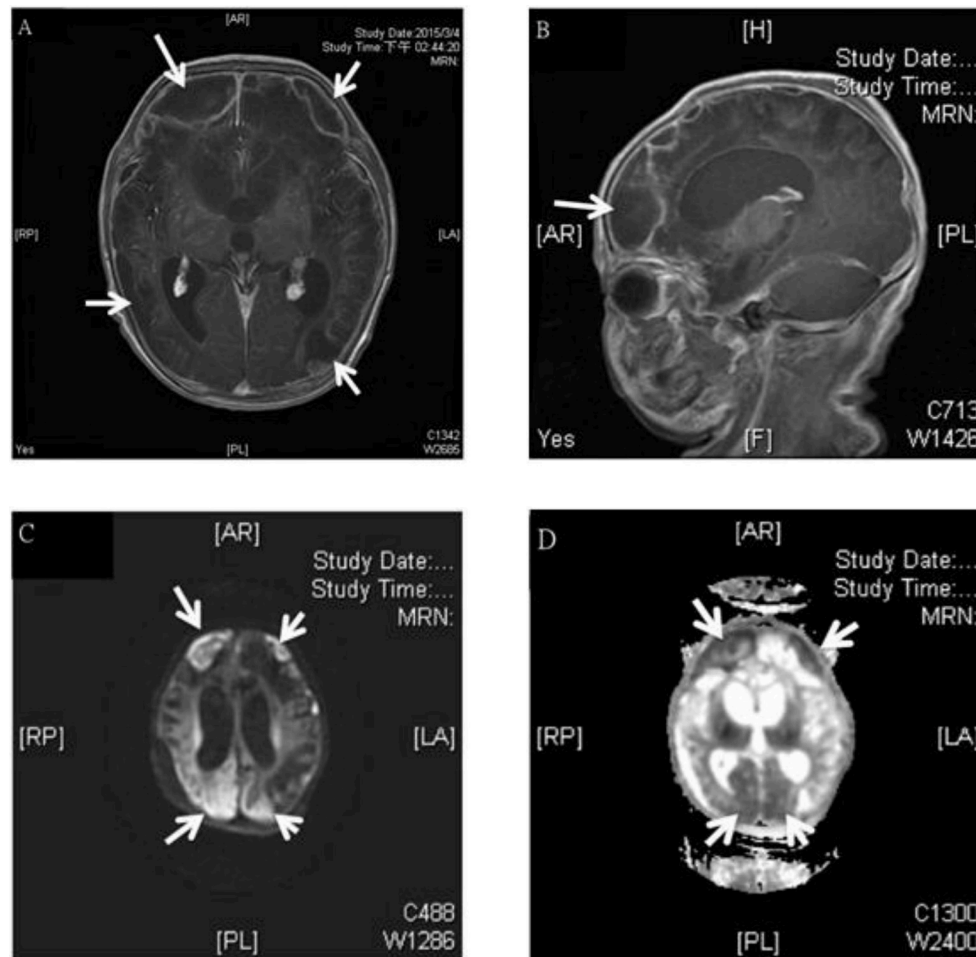 A
[AR]
Study Date:2015/3/4
Study Time:下午 02:44:20
MRN:
[RP]
[LA]
Yes
[PL]
C1342
W2685
B
[H]
Study Date:...
Study Time:...
MRN:
[AR]
[PL]
Yes
[F]
C713
W1426
C
[AR]
Study Date:...
Study Time:...
MRN:
[RP]
[LA]
[PL]
C488
W1286
D
[AR]
Study Date:...
Study Time:...
MRN:
[RP]
[LA]
[PL]
C1300
W2400